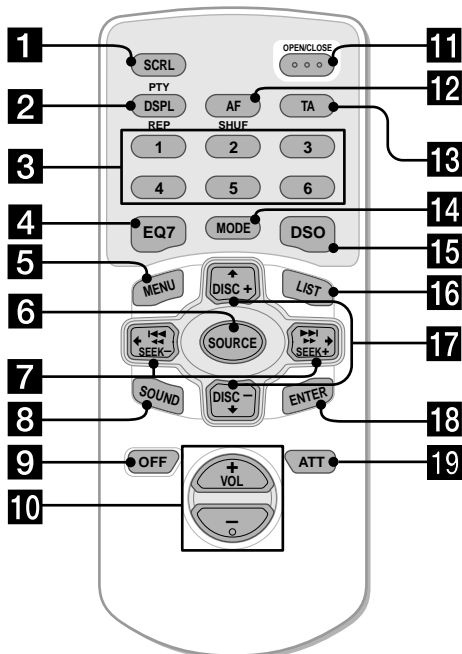 1 SCRL OPEN/CLOSE 11
2 PTY DSPL AF 12 TA 13
REP SHUF
3 1 2 3
4 5 6
4 EQ7 MODE 14 DSO 15
5 MENU DISC + LIST 16
6 SOURCE 17
7 SEEK– SEEK+
8 SOUND DISC – ENTER 18
9 OFF ATT 19
10 + VOL –